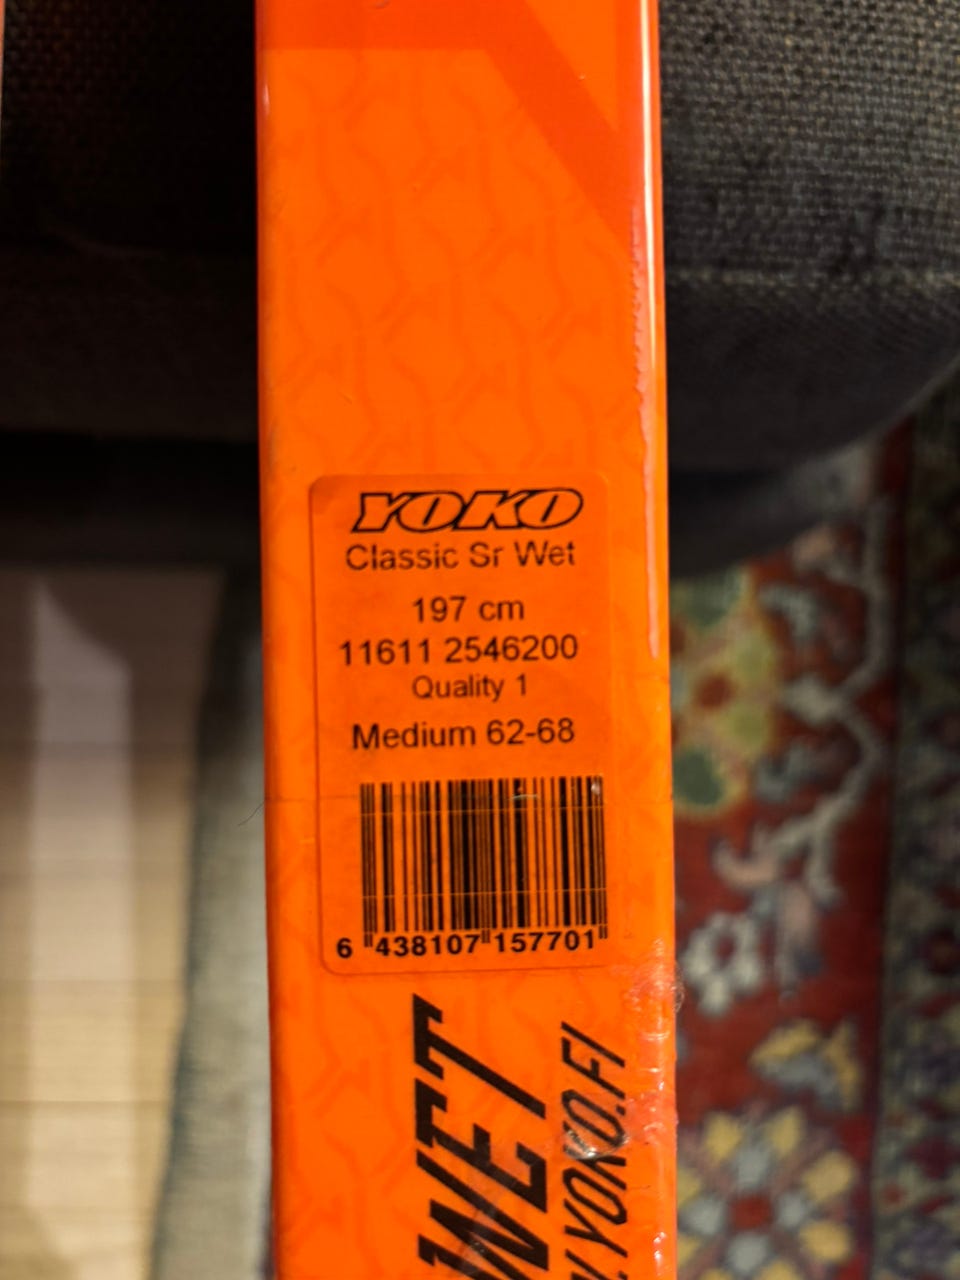 YOKO
Classic Sr Wet
197 cm
11611 2546200
Quality 1
Medium 62-68
6 438107 157701
WET
.YOKO.FI